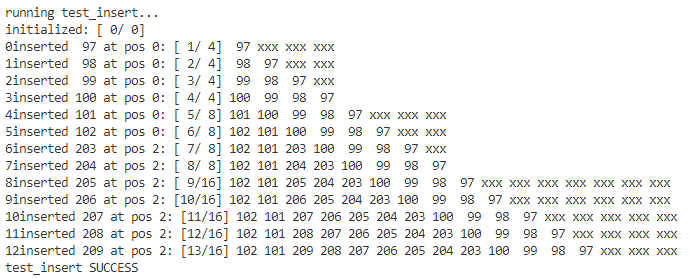 running test_insert...
initialized: [ 0/ 0]
0inserted  97 at pos 0: [ 1/ 4]  97 xxx xxx xxx
1inserted  98 at pos 0: [ 2/ 4]  98  97 xxx xxx
2inserted  99 at pos 0: [ 3/ 4]  99  98  97 xxx
3inserted 100 at pos 0: [ 4/ 4] 100  99  98  97
4inserted 101 at pos 0: [ 5/ 8] 101 100  99  98  97 xxx xxx xxx
5inserted 102 at pos 0: [ 6/ 8] 102 101 100  99  98  97 xxx xxx
6inserted 203 at pos 2: [ 7/ 8] 102 101 203 100  99  98  97 xxx
7inserted 204 at pos 2: [ 8/ 8] 102 101 204 203 100  99  98  97
8inserted 205 at pos 2: [ 9/16] 102 101 205 204 203 100  99  98  97 xxx xxx xxx xxx xxx xxx xxx
9inserted 206 at pos 2: [10/16] 102 101 206 205 204 203 100  99  98  97 xxx xxx xxx xxx xxx xxx
10inserted 207 at pos 2: [11/16] 102 101 207 206 205 204 203 100  99  98  97 xxx xxx xxx xxx xxx
11inserted 208 at pos 2: [12/16] 102 101 208 207 206 205 204 203 100  99  98  97 xxx xxx xxx xxx
12inserted 209 at pos 2: [13/16] 102 101 209 208 207 206 205 204 203 100  99  98  97 xxx xxx xxx
test_insert SUCCESS